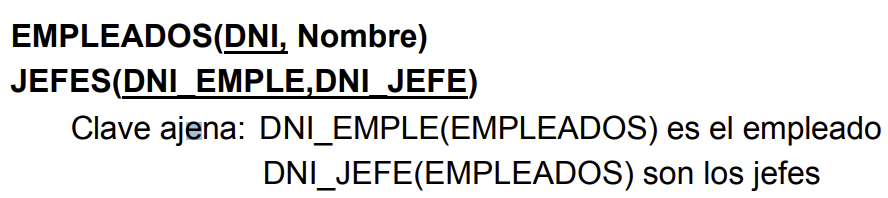 EMPLEADOS(DNI, Nombre)
JEFES(DNI_EMPLE,DNI_JEFE)
Clave ajena: DNI_EMPLE(EMPLEADOS) es el empleado
DNI_JEFE(EMPLEADOS) son los jefes